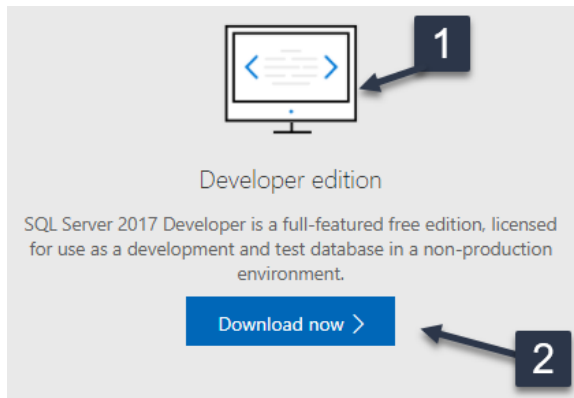 1
Developer edition
SQL Server 2017 Developer is a full-featured free edition, licensed
for use as a development and test database in a non-production
environment.
Download now >
2